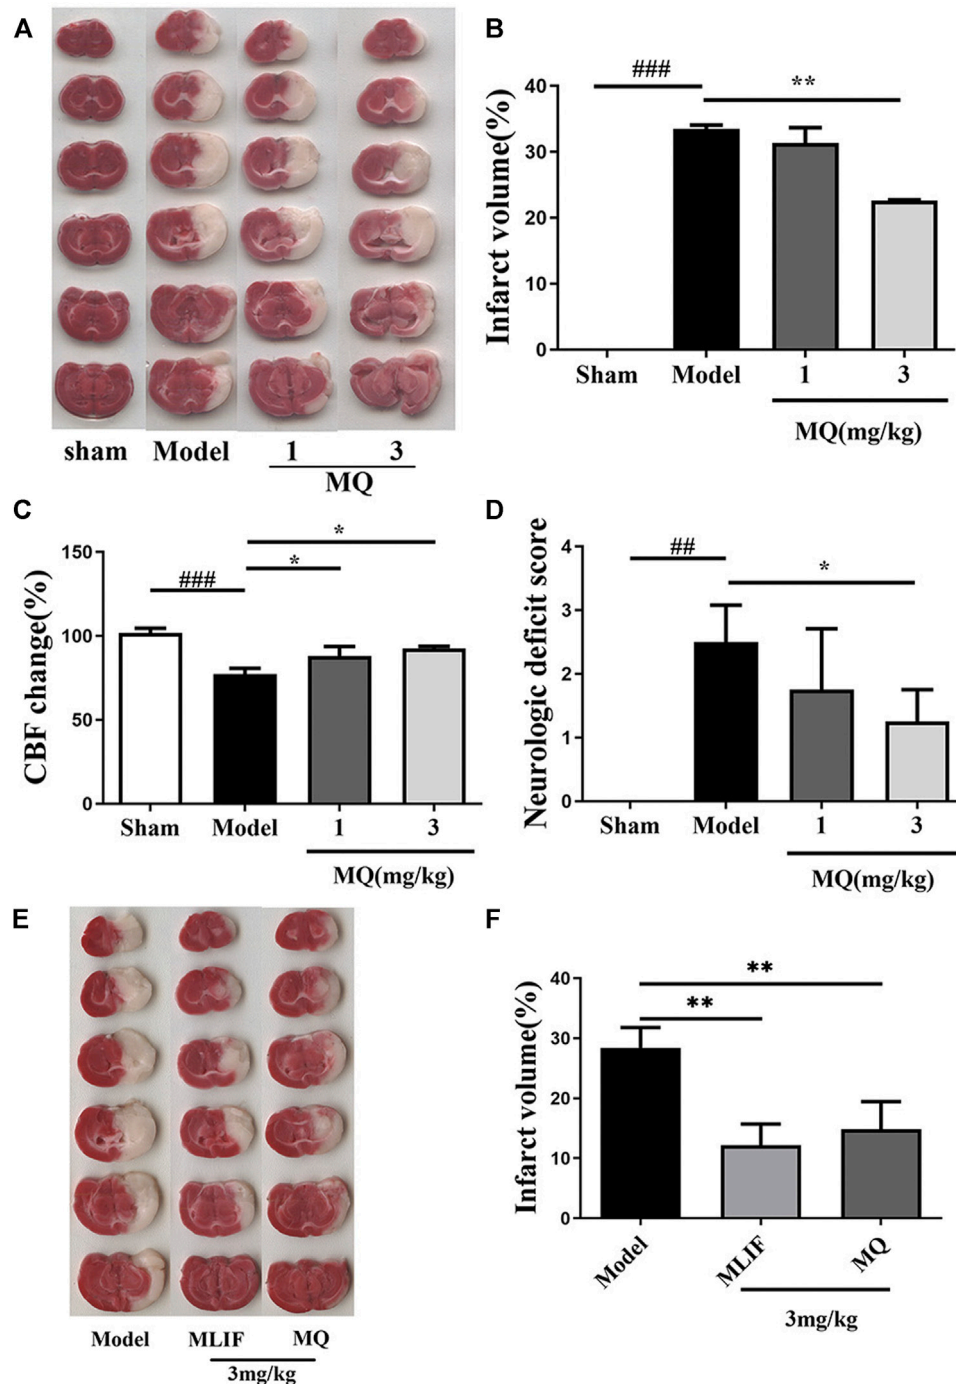 A
sham Model 1 3
MQ
B
Infarct volume(%)
40
30
20
10
0
###
**
Sham Model 1 3
MQ(mg/kg)
C
CBF change(%)
150
100
50
0
###
*
*
Sham Model 1 3
MQ(mg/kg)
D
Neurologic deficit score
4
3
2
1
0
##
*
Sham Model 1 3
MQ(mg/kg)
E
Model MLIF MQ
3mg/kg
F
Infarct volume(%)
40
30
20
10
0
**
**
Model MLIF MQ
3mg/kg